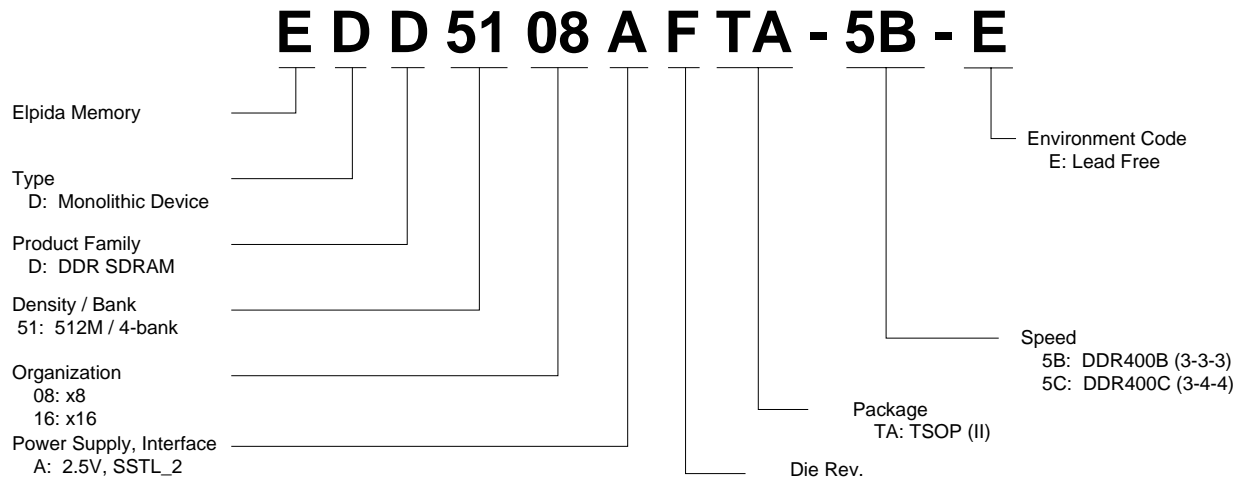 E D D 51 08 A F TA - 5B - E
Elpida Memory
Type
D: Monolithic Device
Product Family
D: DDR SDRAM
Density / Bank
51: 512M / 4-bank
Organization
08: x8
16: x16
Power Supply, Interface
A: 2.5V, SSTL_2
Die Rev.
Package
TA: TSOP (II)
Speed
5B: DDR400B (3-3-3)
5C: DDR400C (3-4-4)
Environment Code
E: Lead Free